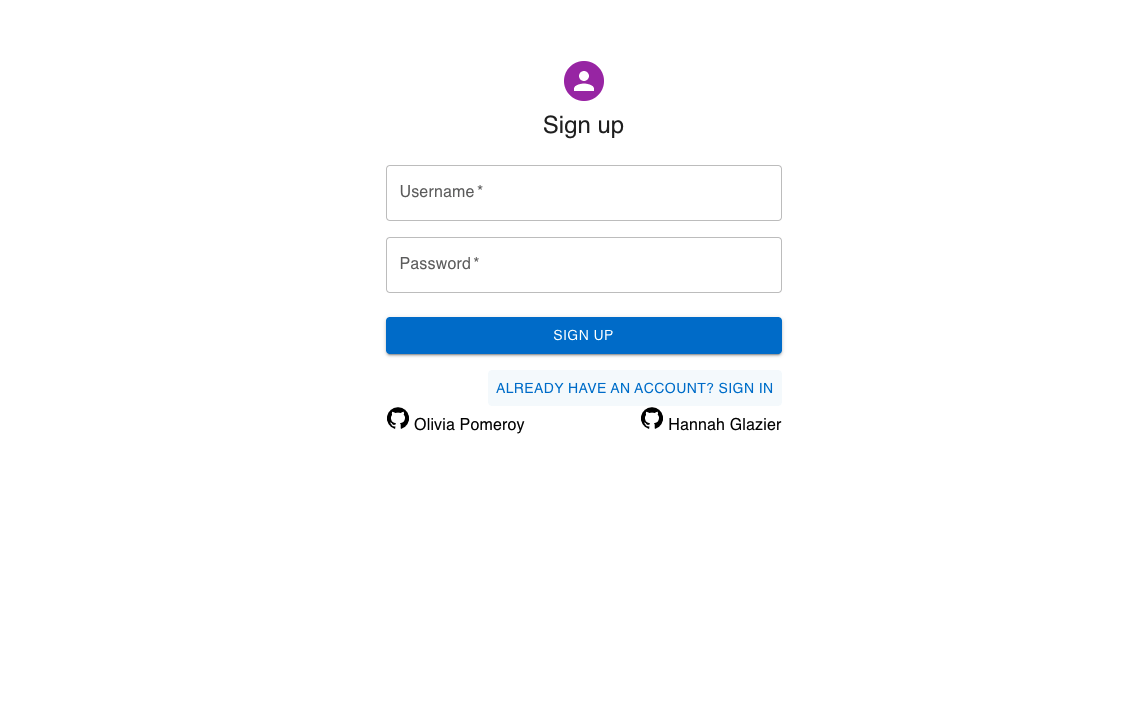 Sign up
Username *
Password *
SIGN UP
ALREADY HAVE AN ACCOUNT? SIGN IN
Olivia Pomeroy
Hannah Glazier